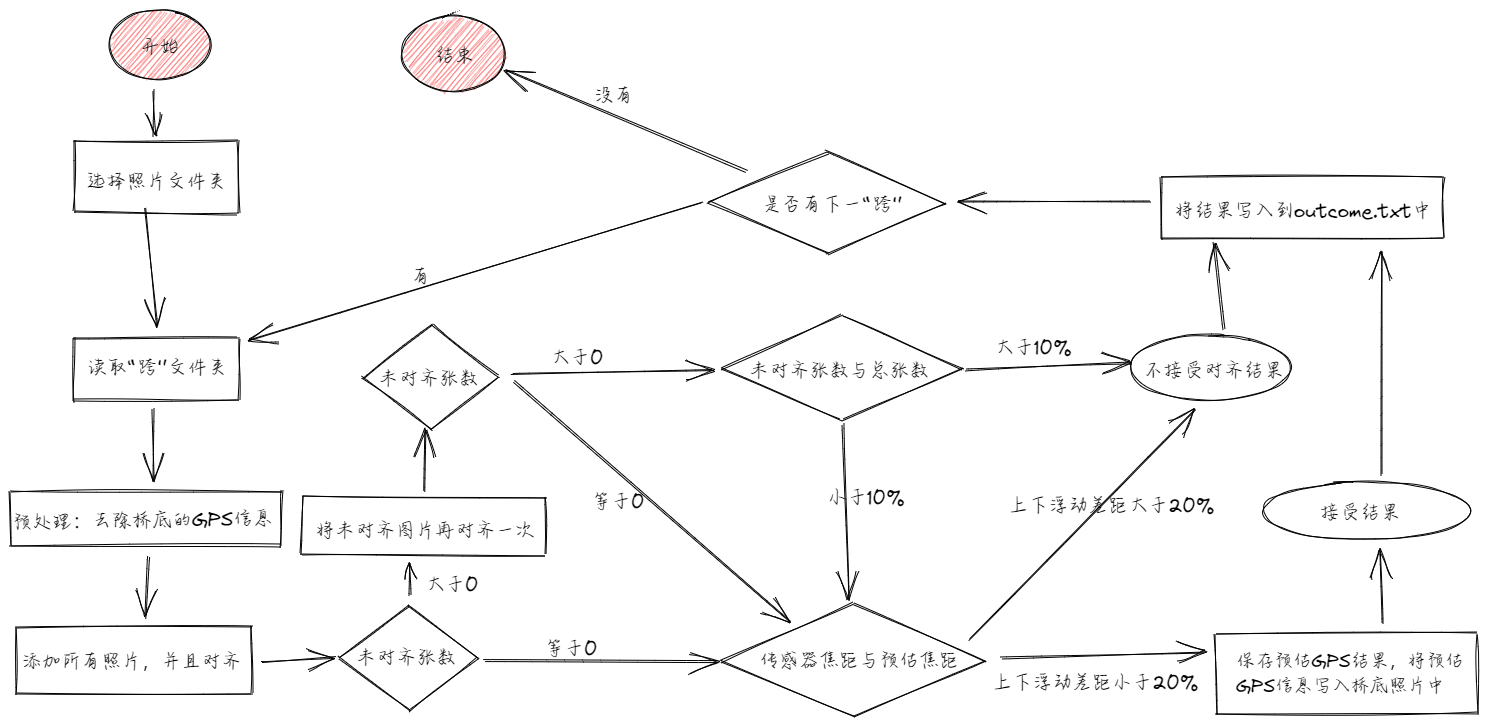 开始
结束
没有
选择照片文件夹
是否有下一“跨”
将结果写入到outcome.txt中
有
读取“跨”文件夹
未对齐张数
大于0
未对齐张数与总张数
大于10%
不接受对齐结果
等于0
小于10%
上下浮动差距大于20%
接受结果
预处理：去除桥底的GPS信息
将未对齐图片再对齐一次
大于0
添加所有照片，并且对齐
未对齐张数
等于0
传感器焦距与预估焦距
上下浮动差距小于20%
保存预估GPS结果，将预估
GPS信息写入桥底照片中